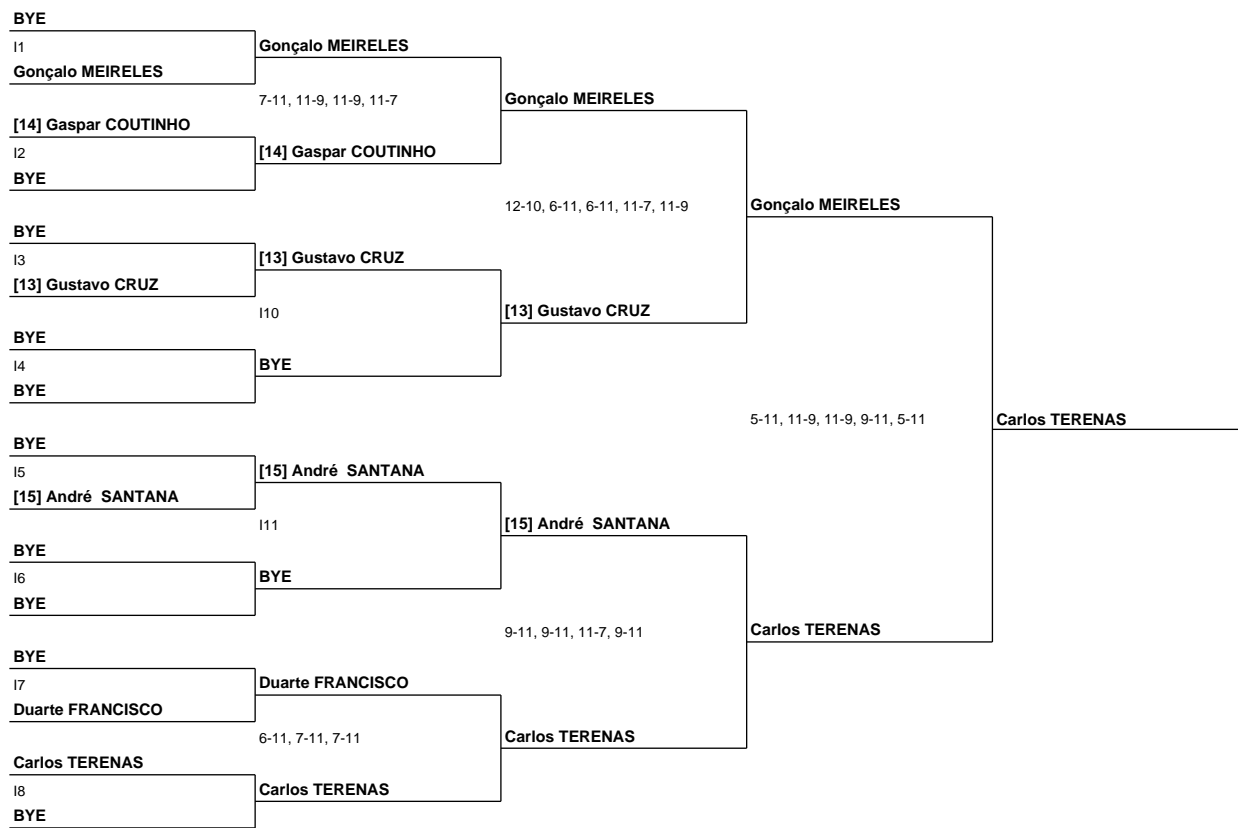 BYE
I1
Gonçalo MEIRELES
Gonçalo MEIRELES
7-11, 11-9, 11-9, 11-7
Gonçalo MEIRELES
[14] Gaspar COUTINHO
I2
[14] Gaspar COUTINHO
BYE
12-10, 6-11, 6-11, 11-7, 11-9
Gonçalo MEIRELES
BYE
I3
[13] Gustavo CRUZ
[13] Gustavo CRUZ
I10
[13] Gustavo CRUZ
BYE
I4
BYE
BYE
5-11, 11-9, 11-9, 9-11, 5-11
Carlos TERENAS
BYE
I5
[15] André  SANTANA
[15] André  SANTANA
I11
[15] André  SANTANA
BYE
I6
BYE
BYE
9-11, 9-11, 11-7, 9-11
Carlos TERENAS
BYE
I7
Duarte FRANCISCO
Duarte FRANCISCO
6-11, 7-11, 7-11
Carlos TERENAS
Carlos TERENAS
I8
Carlos TERENAS
BYE